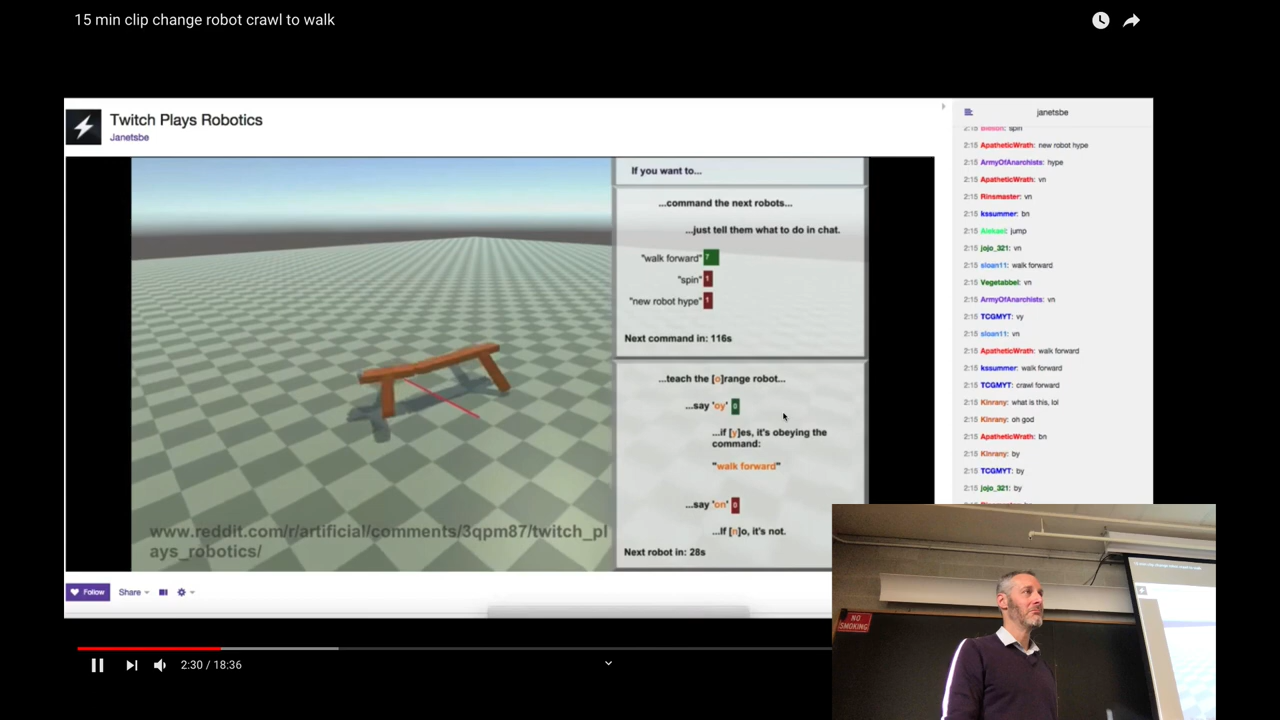 15 min clip change robot crawl to walk
Twitch Plays Robotics
Janetsbe
If you want to...
...command the next robots...
...just tell them what to do in chat.
"walk forward" 7
"spin" 1
"new robot hype" 1
Next command in: 116s
...teach the [o]range robot...
...say 'oy' 0
...if [y]es, it's obeying the
command:
"walk forward"
...say 'on' 0
...If [n]o, it's not.
Next robot in: 28s
www.reddit.com/r/artificial/comments/3qpm87/twitch_pl
ays_robotics/
Follow Share
janetsbe
2:15 spin
2:15 ApatheticWrath: new robot hype
2:15 ArmyOfAnarchists: hype
2:15 ApatheticWrath: vn
2:15 Rinsmaster: vn
2:15 kssummer: bn
2:15 Alekael: jump
2:15 jojo_321: vn
2:15 sloan11: walk forward
2:15 Vegetabbel: vn
2:15 ArmyOfAnarchists: vn
2:15 TCGMYT: vy
2:15 sloan11: vn
2:15 ApatheticWrath: walk forward
2:15 kssummer: walk forward
2:15 TCGMYT: crawl forward
2:15 Kinrany: what is this, lol
2:15 Kinrany: oh god
2:15 ApatheticWrath: bn
2:15 Kinrany: by
2:15 TCGMYT: by
2:15 jojo_321: by
NO
SMOKING
2:30 / 18:36